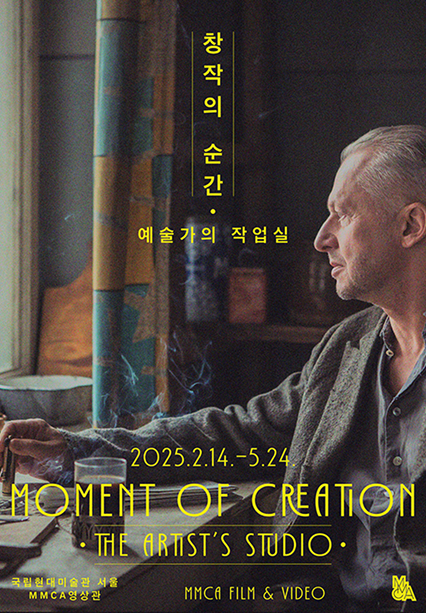 창작의 순간
예술가의 작업실
2025.2.14.-5.24.
MOMENT OF CREATION
• THE ARTIST'S STUDIO •
국립현대미술관 서울
MMCA영상관
MMCA FILM & VIDEO
MMCA